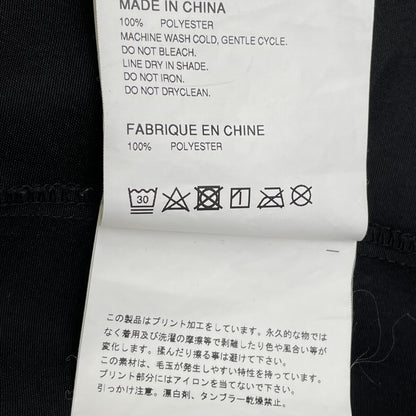 MADE IN CHINA
100% POLYESTER
MACHINE WASH COLD, GENTLE CYCLE.
DO NOT BLEACH.
LINE DRY IN SHADE.
DO NOT IRON.
DO NOT DRYCLEAN.
FABRIQUE EN CHINE
100% POLYESTER
30
この製品はプリント加工をしています。永久的な物では
なく着用及び洗濯の摩擦等で剥離したり色や風合い等が
変化します。揉んだり擦る事は避けて下さい。
この素材は、毛玉が発生しやすい特性を持っています。
プリント部分にはアイロンを当てないでください。
引っかけ注意。漂白剤、タンブラー乾燥禁止。